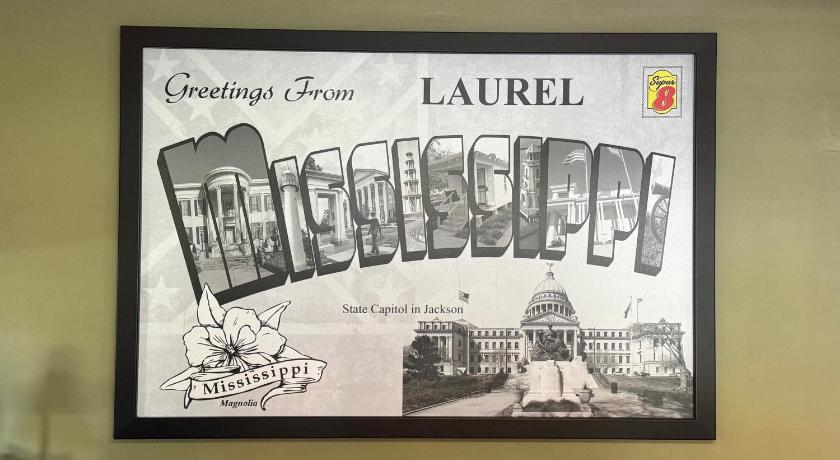 Greetings From LAUREL
Super
8
MISSISSIPPI
State Capitol in Jackson
Mississippi
Magnolia